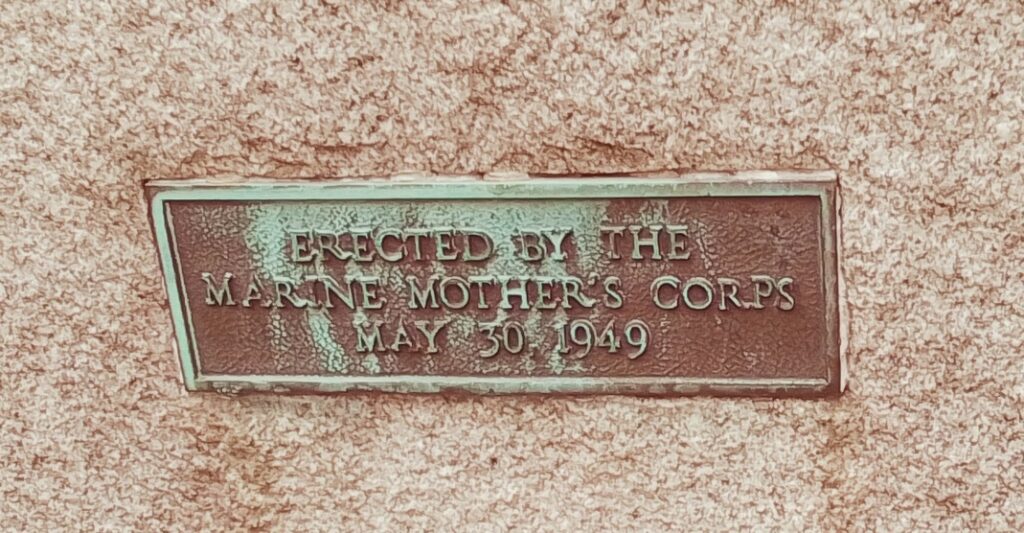 ERECTED BY THE
MARINE MOTHER'S CORPS
MAY 30 1949